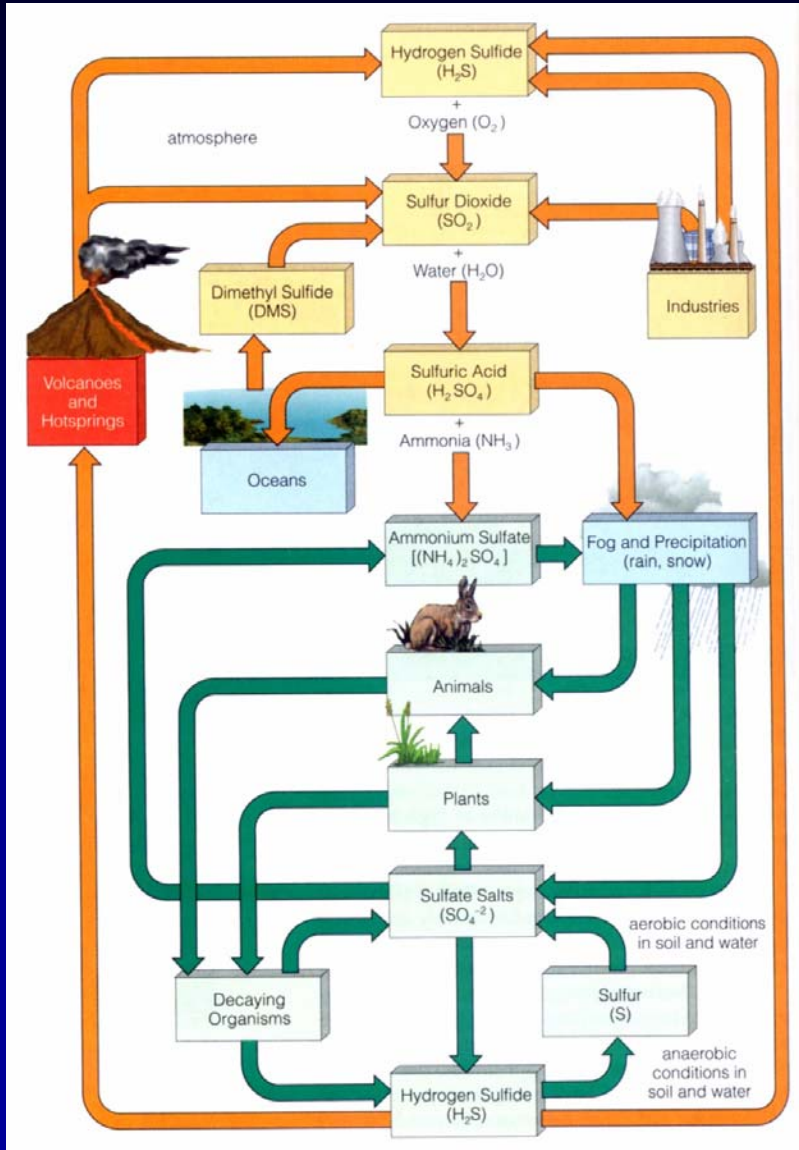 Hydrogen Sulfide
(H₂S)
+
Oxygen (O₂)
atmosphere
Sulfur Dioxide
(SO₂)
+
Water (H₂O)
Dimethyl Sulfide
(DMS)
Industries
Volcanoes
and
Hotsprings
Sulfuric Acid
(H₂SO₄)
+
Ammonia (NH₃)
Oceans
Ammonium Sulfate
[(NH₄)₂SO₄]
Fog and Precipitation
(rain, snow)
Animals
Plants
Sulfate Salts
(SO₄⁻²)
aerobic conditions
in soil and water
Decaying
Organisms
Sulfur
(S)
anaerobic
conditions in
soil and water
Hydrogen Sulfide
(H₂S)